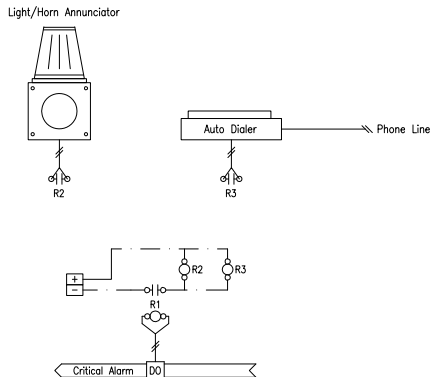 Light/Horn Annunciator
Auto Dialer
Phone Line
R2
R3
+
R2
R3
-
R1
Critical Alarm
DO